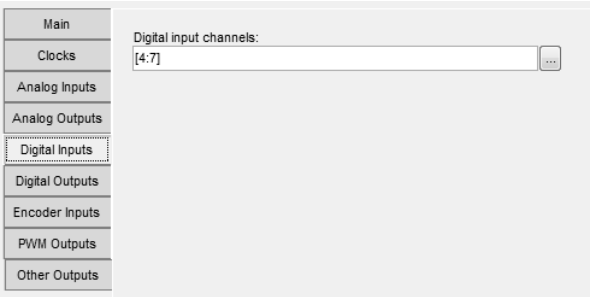 Main
Clocks
Analog Inputs
Analog Outputs
Digital Inputs
Digital Outputs
Encoder Inputs
PWM Outputs
Other Outputs
Digital input channels:
[4:7]
...